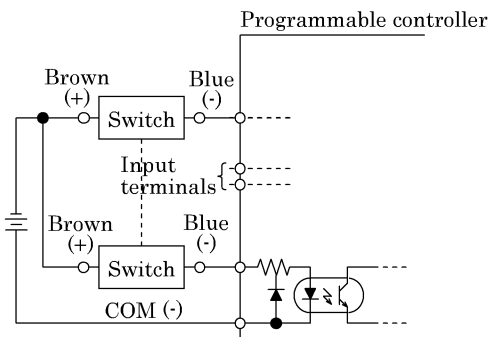 Programmable controller
Brown
(+)
Switch
Blue
(-)
Input
terminals
Brown
(+)
Switch
Blue
(-)
COM (-)